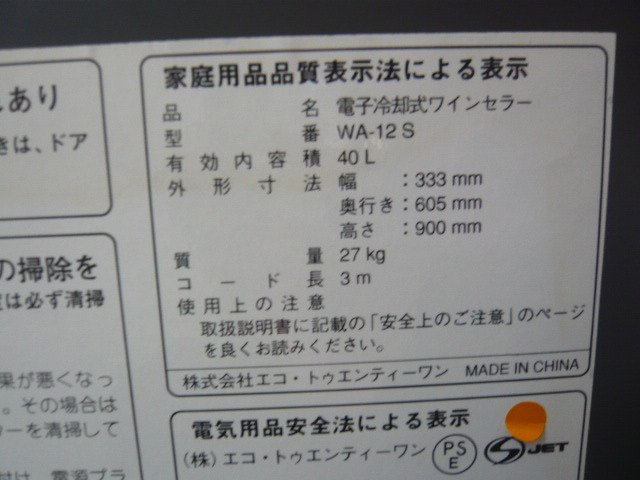 れあり
きは、ドア
の掃除を
は必ず清掃
果が悪くなっ
。その場合は
ターを清掃して
付け、電源プラ
家庭用品品質表示法による表示
品名 電子冷却式ワインセラー
型番 WA-12 S
有効内容積 40 L
外形寸法 幅 : 333 mm
奥行き : 605 mm
高さ : 900 mm
質量 27 kg
コード長 3 m
使用上の注意
取扱説明書に記載の「安全上のご注意」のページ
を良くお読みください。
株式会社エコ・トゥエンティーワン MADE IN CHINA
電気用品安全法による表示
(株) エコ・トゥエンティーワン PS E JET